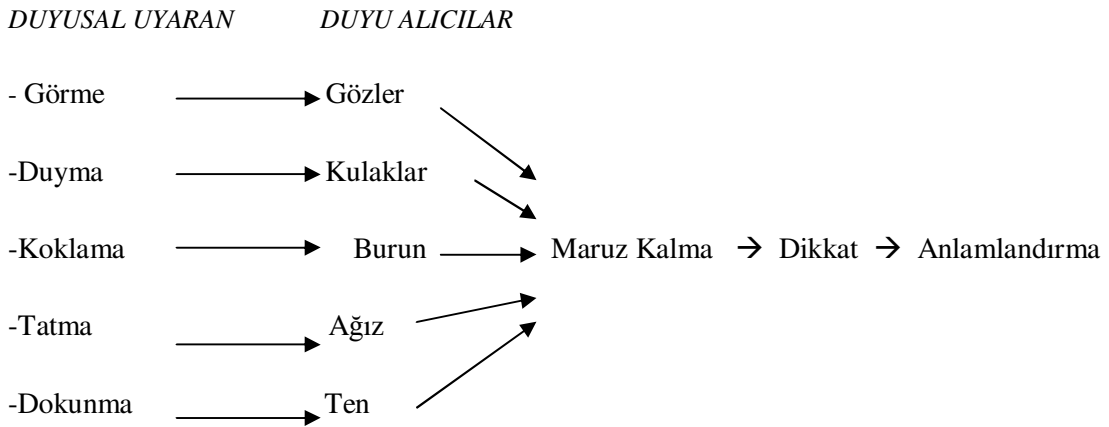 DUYUSAL UYARAN DUYU ALICILAR
- Görme Gözler
-Duyma Kulaklar
-Koklama Burun Maruz Kalma → Dikkat → Anlamlandırma
-Tatma Ağız
-Dokunma Ten